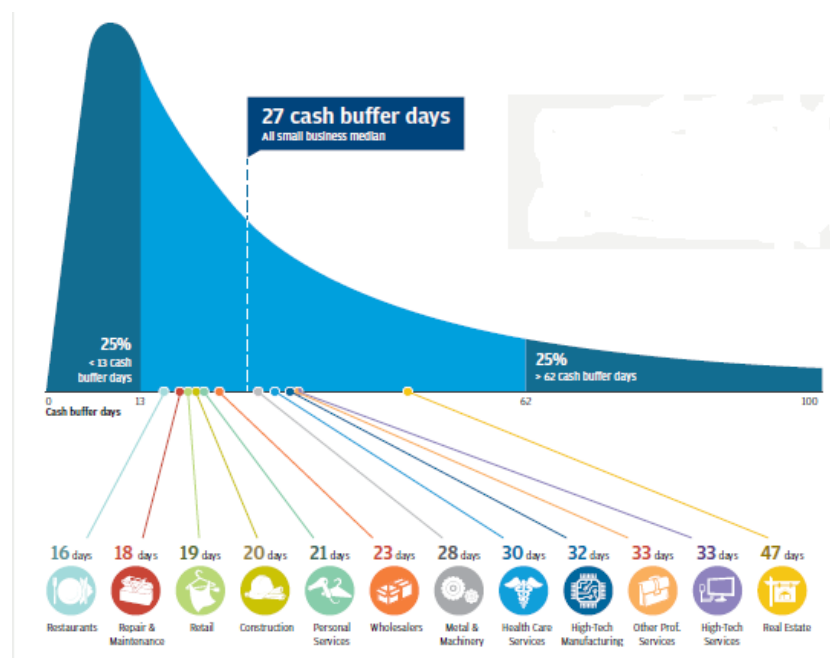 27 cash buffer days
All small business median
25%
< 13 cash
buffer days
25%
> 62 cash buffer days
0
13
62
100
Cash buffer days
16 days
18 days
19 days
20 days
21 days
23 days
28 days
30 days
32 days
33 days
33 days
47 days
Restaurants
Repair &
Maintenance
Retail
Construction
Personal
Services
Wholesalers
Metal &
Machinery
Health Care
Services
High-Tech
Manufacturing
Other Prof.
Services
High-Tech
Services
Real Estate